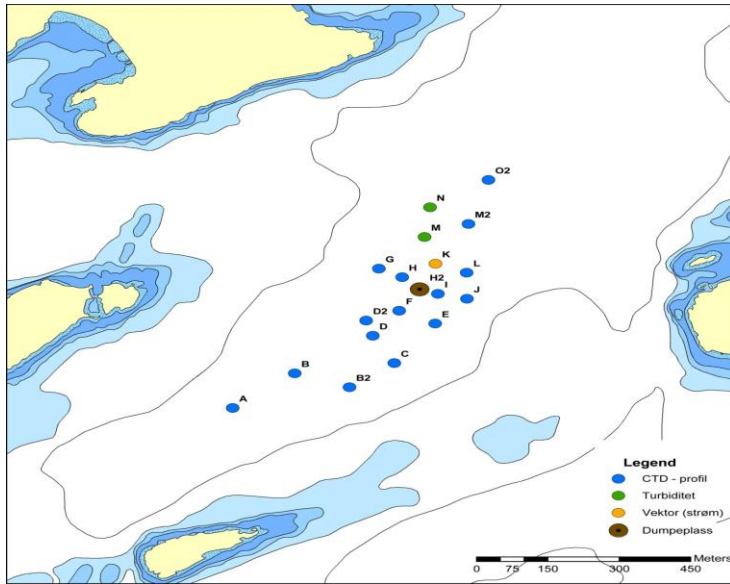 O2
N
M2
M
K
G
H
L
H2
I
J
F
D2
E
D
C
B
B2
A
Legend
CTD - profil
Turbiditet
Vektor (strøm)
Dumpeplass
0 75 150 300 450
Meters